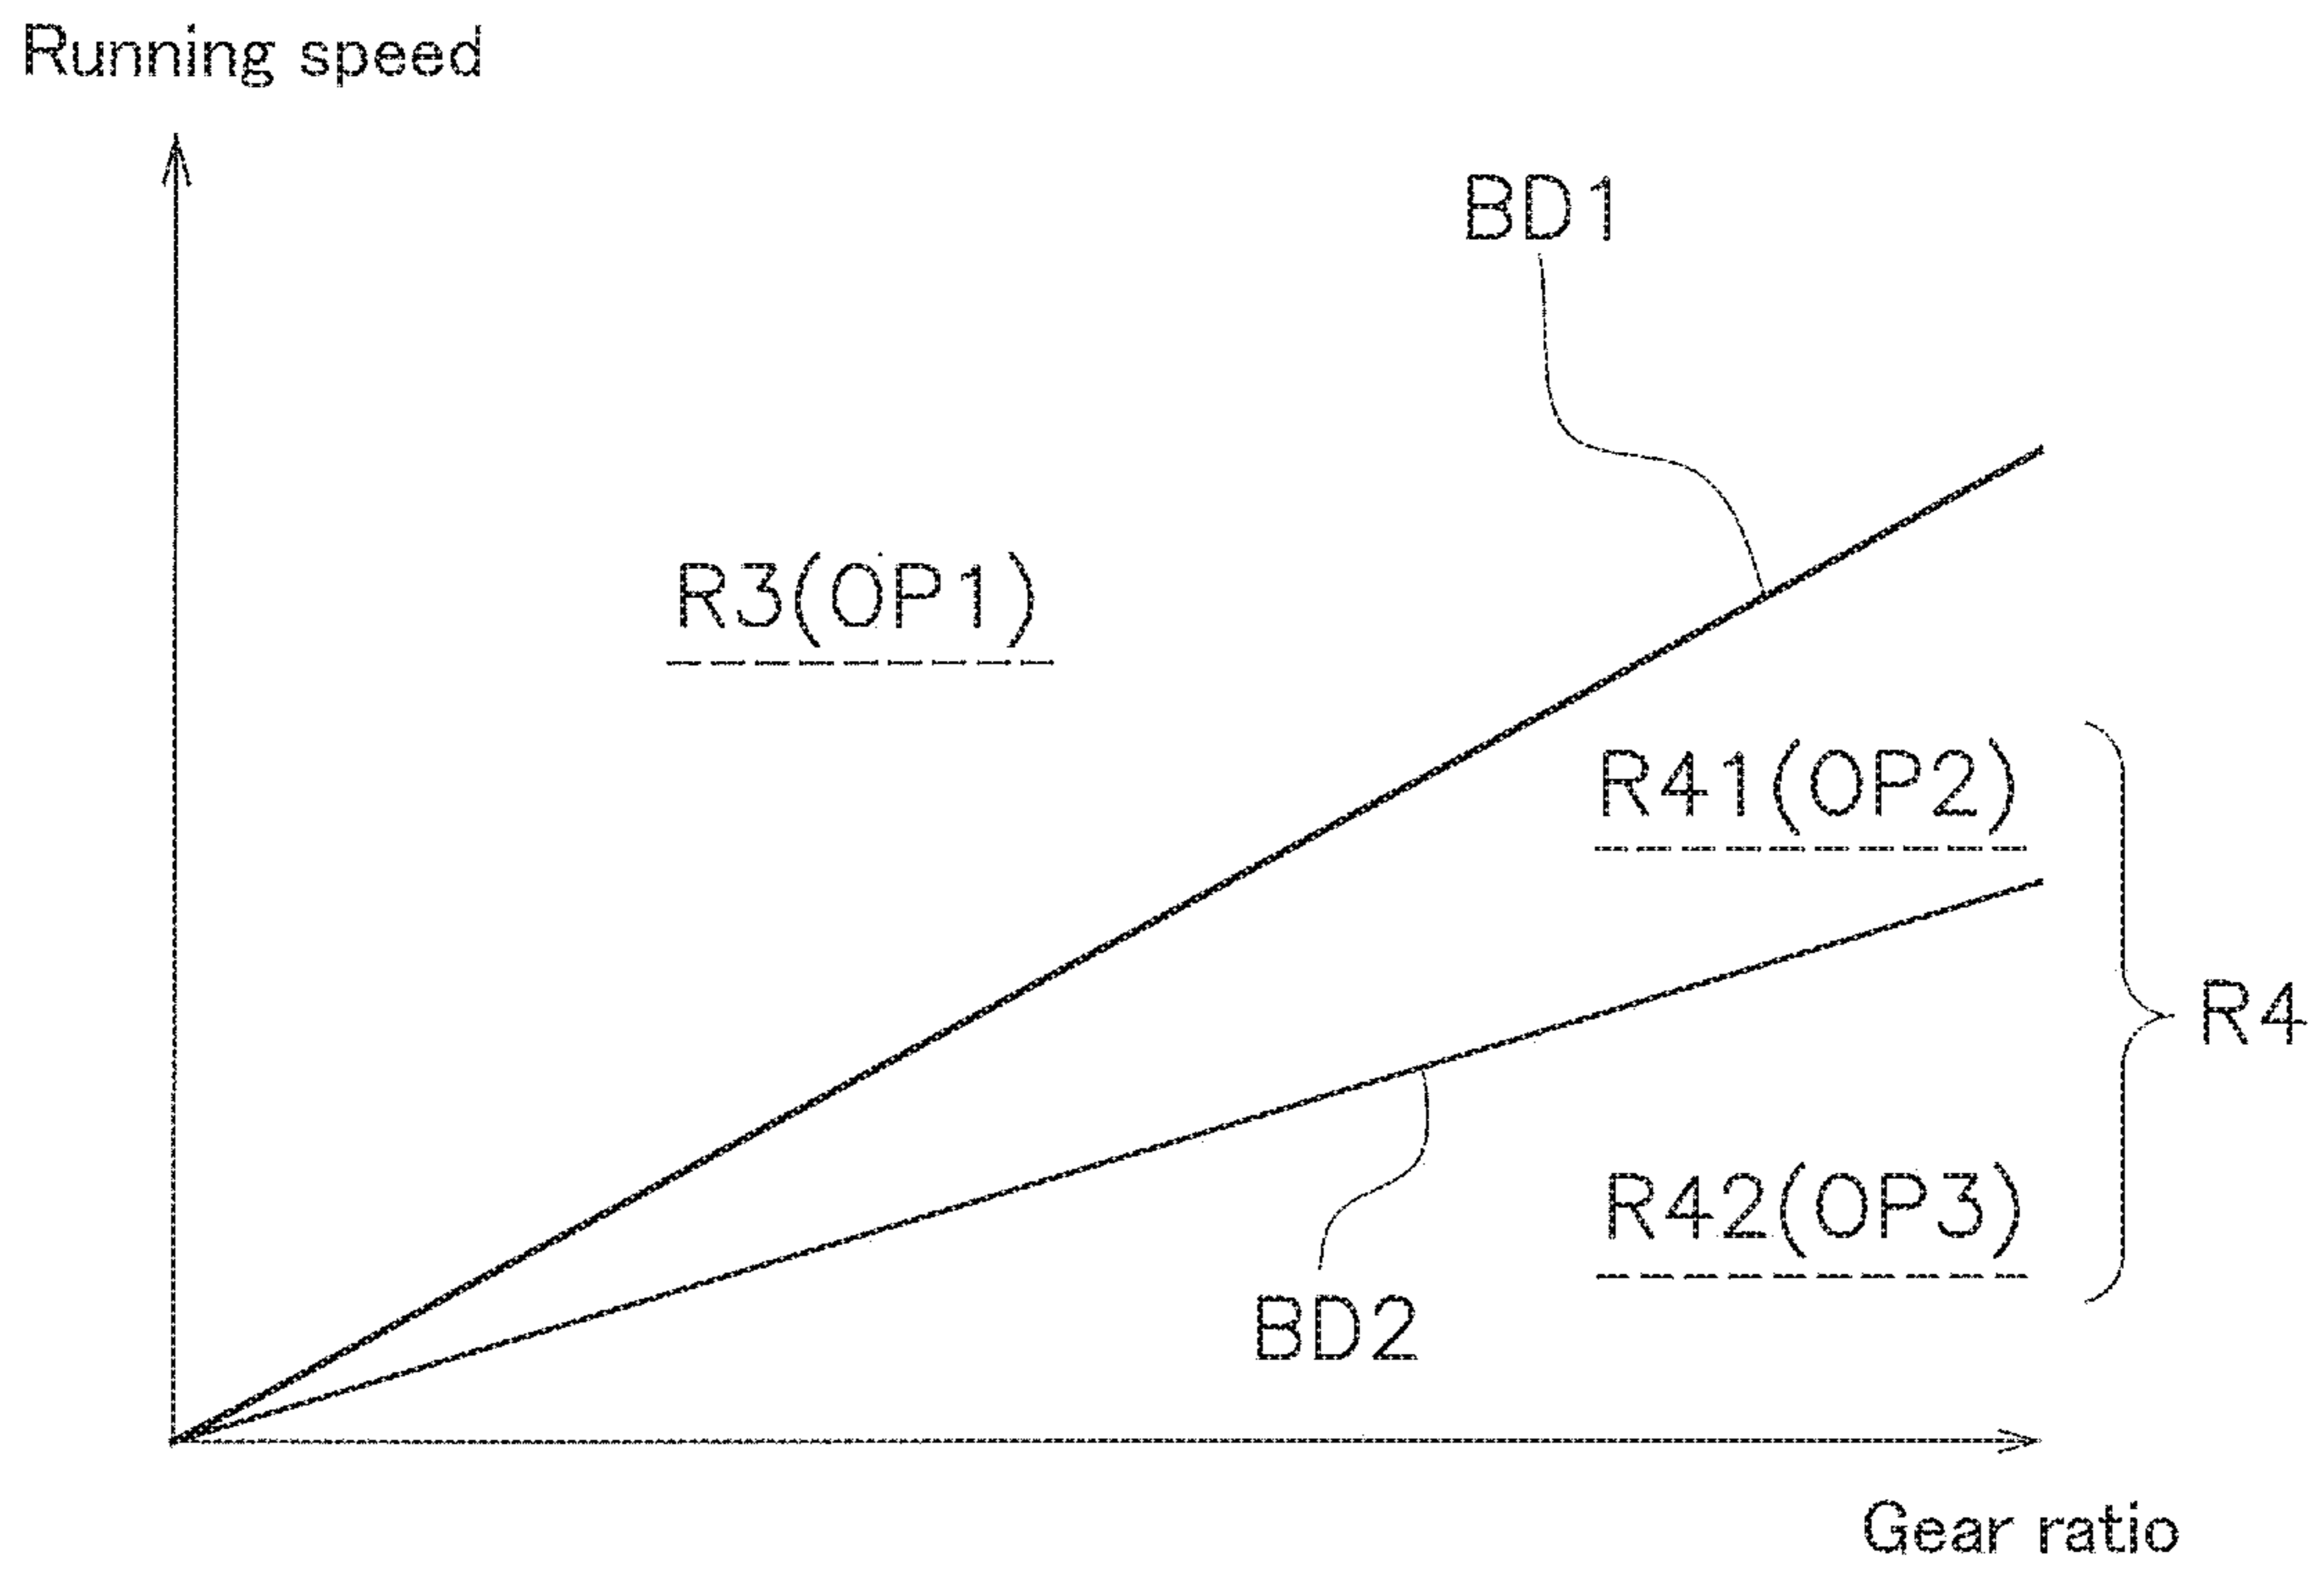 Running speed
BD1
R3(OP1)
R41(OP2)
R4
R42(OP3)
BD2
Gear ratio